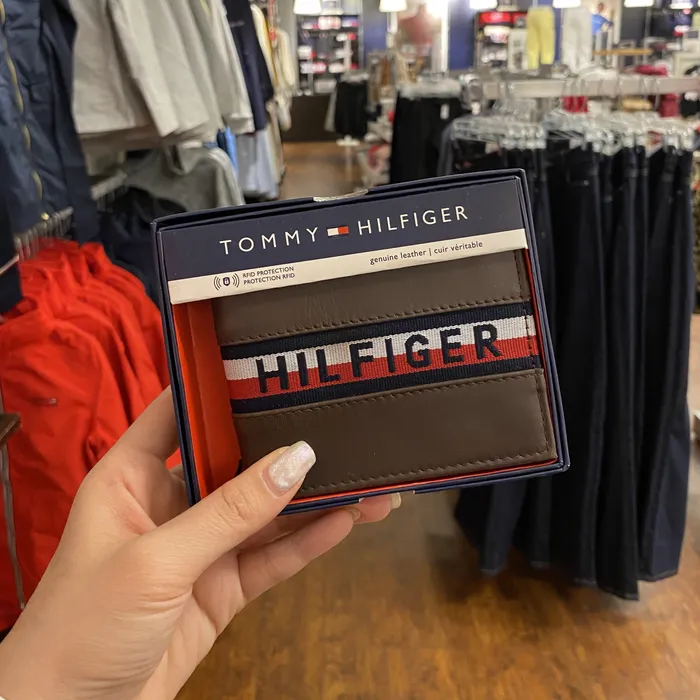 TOMMY HILFIGER
genuine leather | cuir véritable
RFID PROTECTION
PROTECTION RFID
HILFIGER